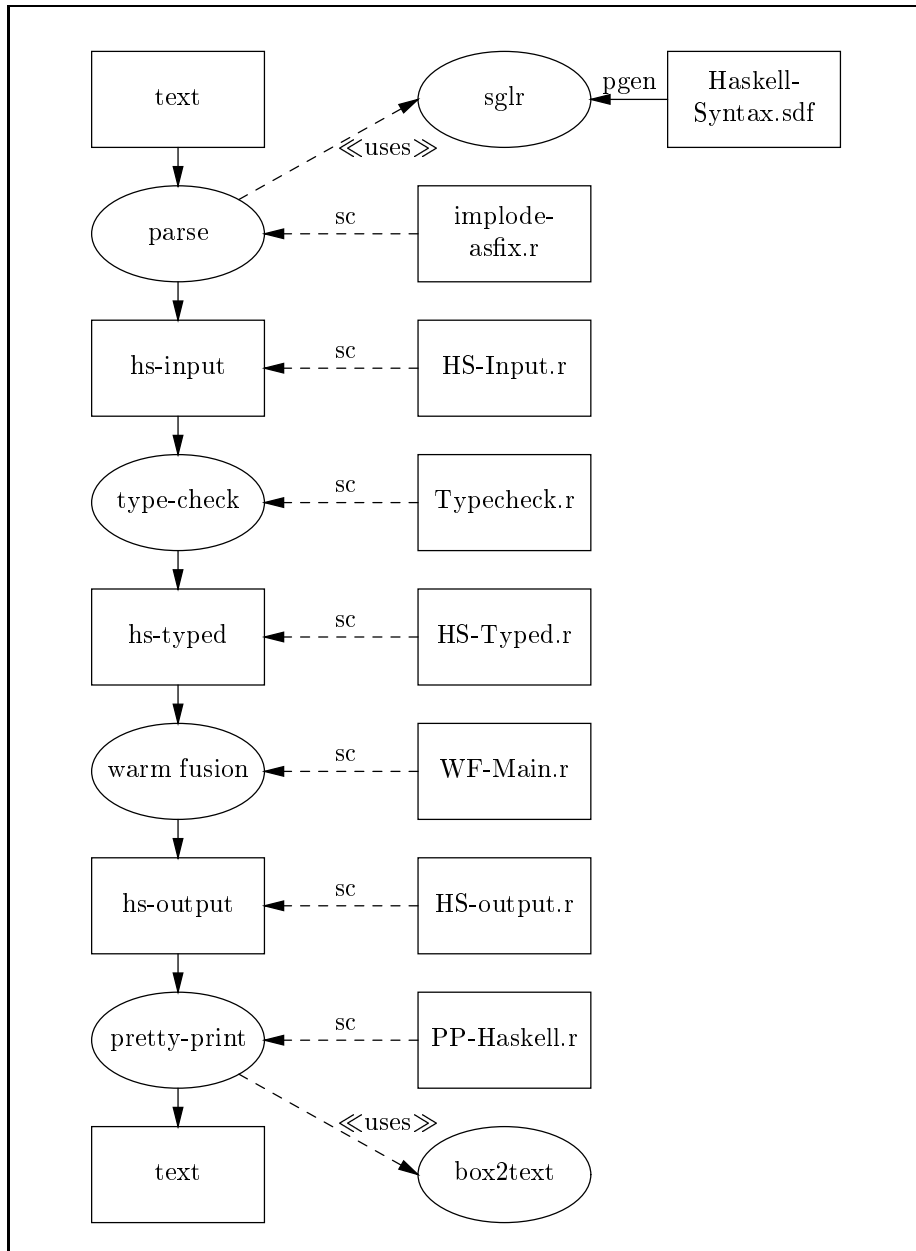 text
sglr
pgen
Haskell-
Syntax.sdf
≪uses≫
parse
sc
implode-
asfix.r
hs-input
sc
HS-Input.r
type-check
sc
Typecheck.r
hs-typed
sc
HS-Typed.r
warm fusion
sc
WF-Main.r
hs-output
sc
HS-output.r
pretty-print
sc
PP-Haskell.r
≪uses≫
text
box2text